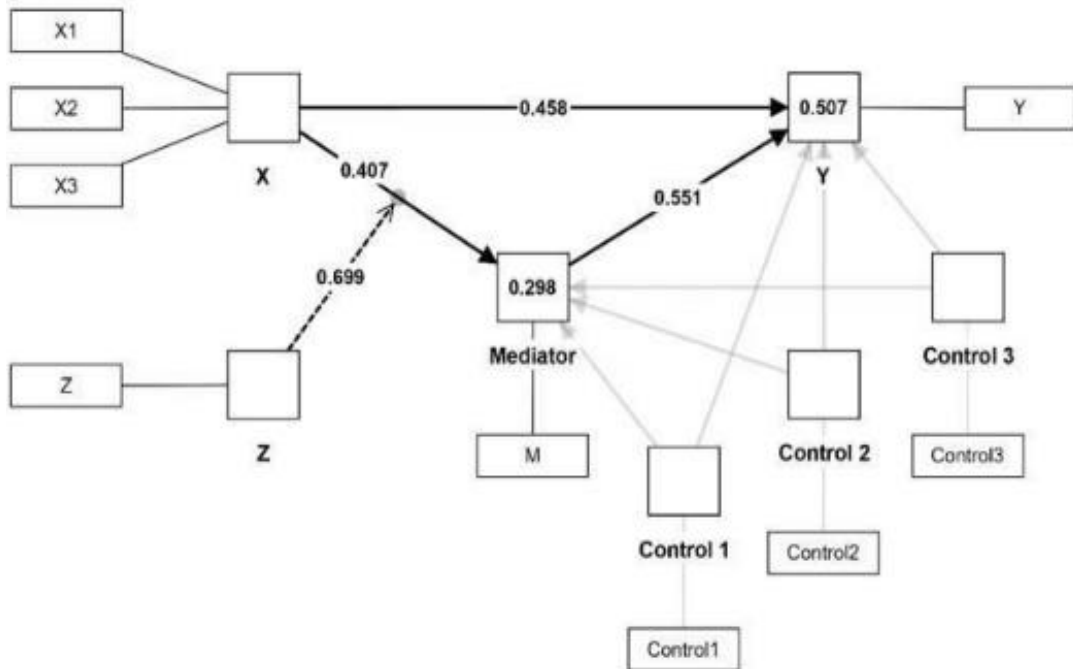 X1
X2
X3
X
0.458
0.507
Y
Y
0.407
0.551
0.699
0.298
Mediator
Z
Z
M
Control 3
Control3
Control 2
Control2
Control 1
Control1